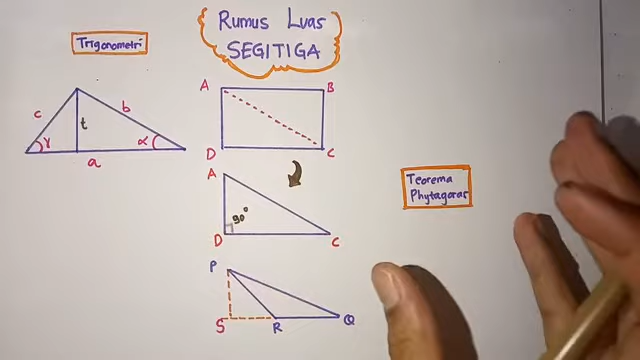 Rumus Luas
SEGITIGA
Trigonometri
c
b
t
γ
α
a
A
B
D
C
A
90°
D
C
P
S
R
Q
Teorema
Phytagoras